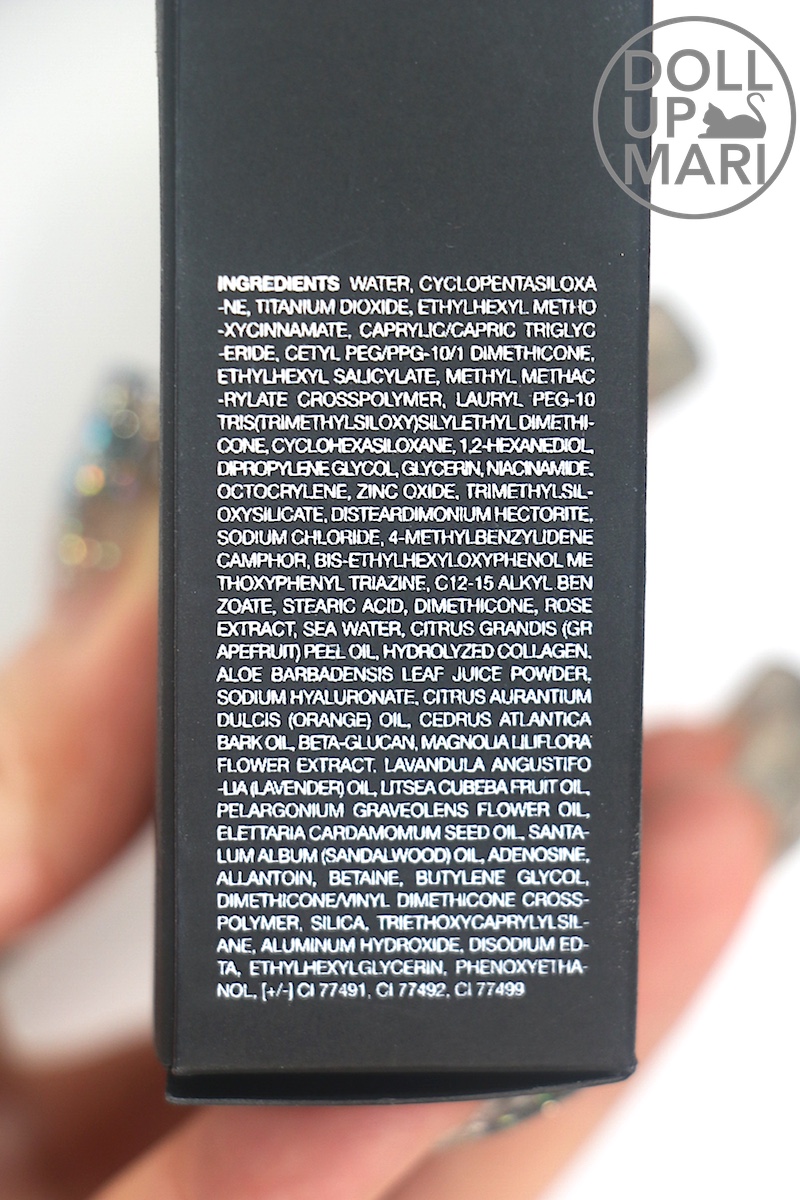 DOLL
UP
MARI
INGREDIENTS WATER, CYCLOPENTASILOXA
-NE, TITANIUM DIOXIDE, ETHYLHEXYL METHO
-XYCINNAMATE, CAPRYLIC/CAPRIC TRIGLYC
-ERIDE, CETYL PEG/PPG-10/1 DIMETHICONE,
ETHYLHEXYL SALICYLATE, METHYL METHAC
-RYLATE CROSSPOLYMER, LAURYL PEG-10
TRIS(TRIMETHYLSILOXY)SILYLETHYL DIMETHI-
CONE, CYCLOHEXASILOXANE, 1,2-HEXANEDIOL,
DIPROPYLENE GLYCOL, GLYCERIN, NIACINAMIDE,
OCTOCRYLENE, ZINC OXIDE, TRIMETHYLSIL-
OXYSILICATE, DISTEARDIMONIUM HECTORITE,
SODIUM CHLORIDE, 4-METHYLBENZYLIDENE
CAMPHOR, BIS-ETHYLHEXYLOXYPHENOL ME
THOXYPHENYL TRIAZINE, C12-15 ALKYL BEN
ZOATE, STEARIC ACID, DIMETHICONE, ROSE
EXTRACT, SEA WATER, CITRUS GRANDIS (GR
APEFRUIT) PEEL OIL, HYDROLYZED COLLAGEN,
ALOE BARBADENSIS LEAF JUICE POWDER,
SODIUM HYALURONATE, CITRUS AURANTIUM
DULCIS (ORANGE) OIL, CEDRUS ATLANTICA
BARK OIL, BETA-GLUCAN, MAGNOLIA LILIFLORA
FLOWER EXTRACT, LAVANDULA ANGUSTIFO
-LIA (LAVENDER) OIL, LITSEA CUBEBA FRUIT OIL,
PELARGONIUM GRAVEOLENS FLOWER OIL,
ELETTARIA CARDAMOMUM SEED OIL, SANTA-
LUM ALBUM (SANDALWOOD) OIL, ADENOSINE,
ALLANTOIN, BETAINE, BUTYLENE GLYCOL,
DIMETHICONE/VINYL DIMETHICONE CROSS-
POLYMER, SILICA, TRIETHOXYCAPRYLYLSIL-
ANE, ALUMINUM HYDROXIDE, DISODIUM ED-
TA, ETHYLHEXYLGLYCERIN, PHENOXYETHA-
NOL, [+/-] CI 77491, CI 77492, CI 77499